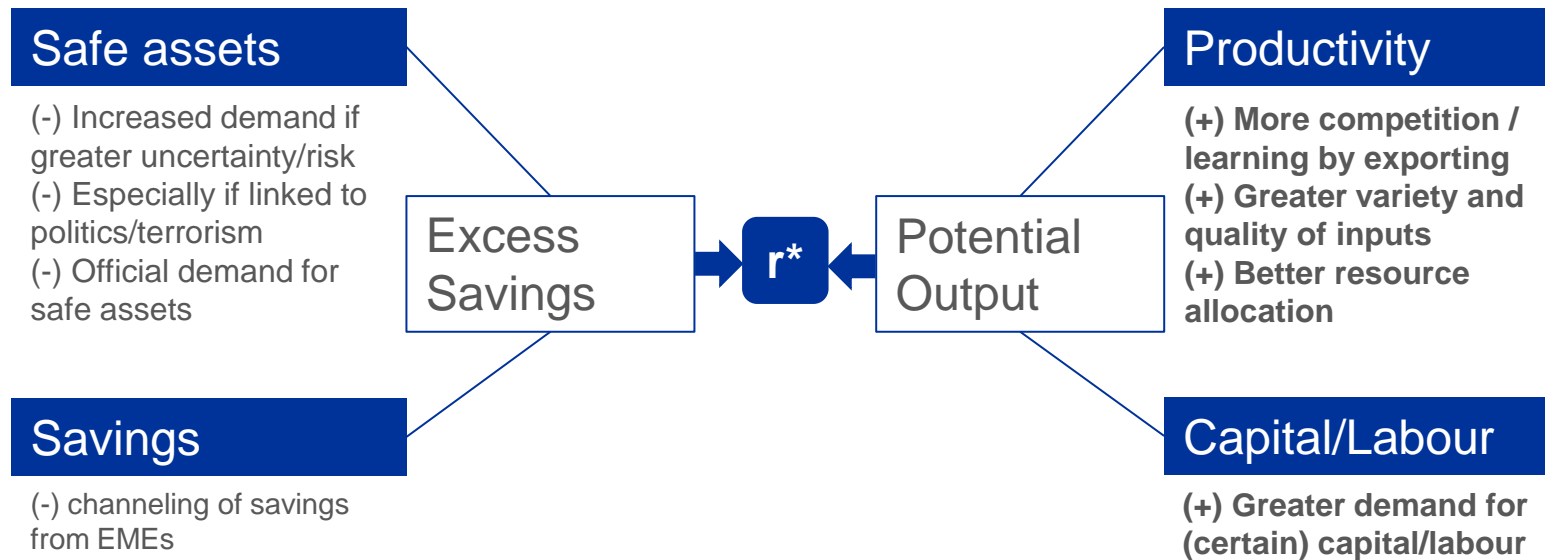 Safe assets
(-) Increased demand if
greater uncertainty/risk
(-) Especially if linked to
politics/terrorism
(-) Official demand for
safe assets
Savings
(-) channeling of savings
from EMEs
Excess
Savings
r*
Potential
Output
Productivity
(+) More competition /
learning by exporting
(+) Greater variety and
quality of inputs
(+) Better resource
allocation
Capital/Labour
(+) Greater demand for
(certain) capital/labour